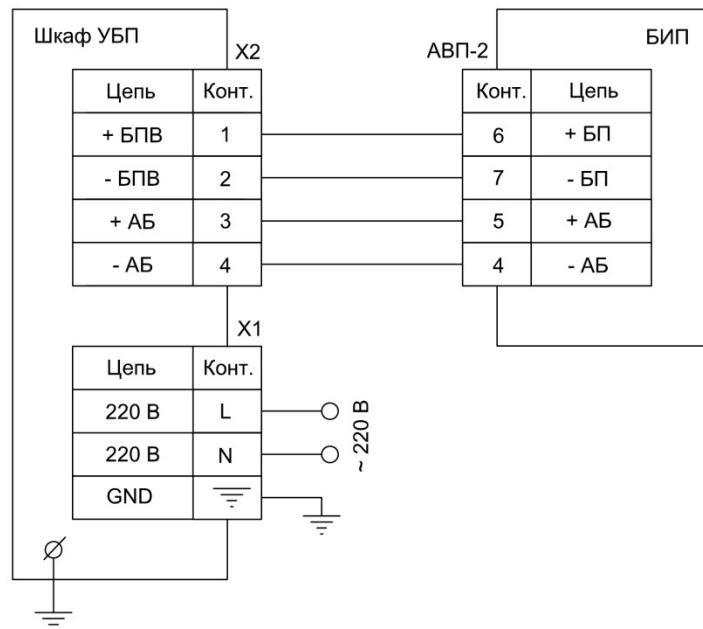 Шкаф УБП
X2
Цепь Конт.
+ БПВ 1
- БПВ 2
+ АБ 3
- АБ 4
АВП-2
БИП
Конт. Цепь
6 + БП
7 - БП
5 + АБ
4 - АБ
X1
Цепь Конт.
220 В L
220 В N
GND
~ 220 В